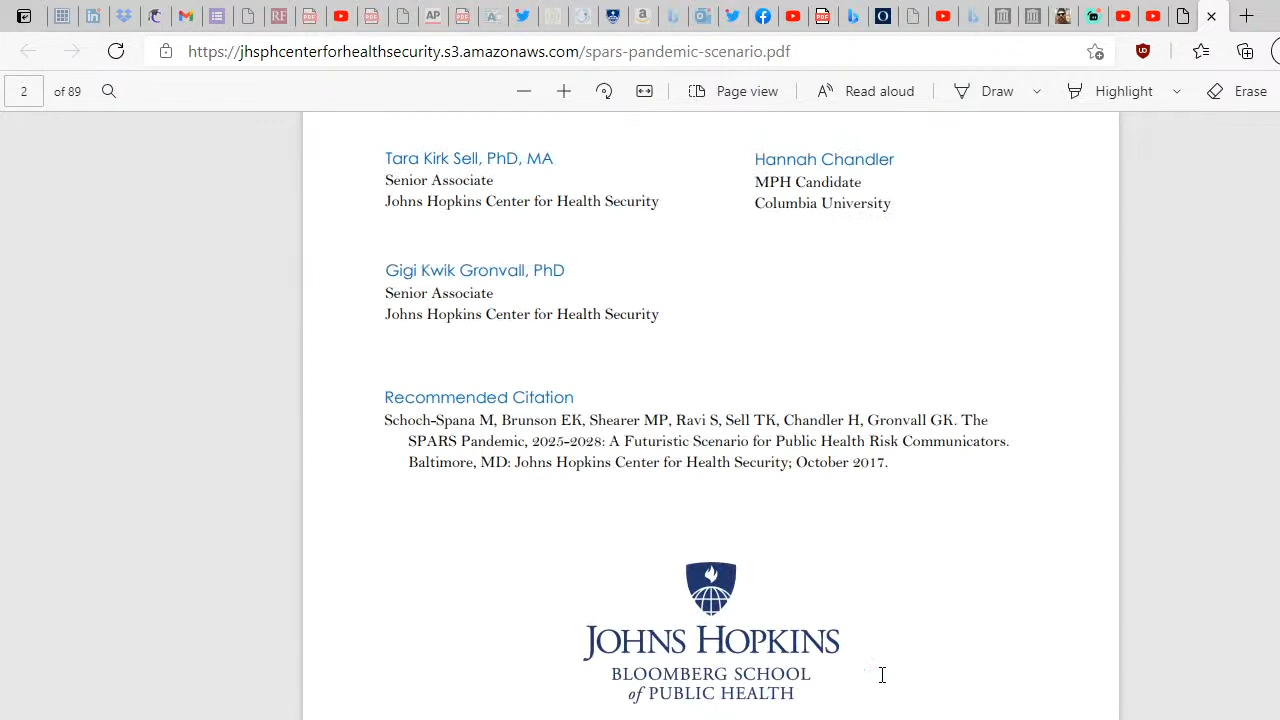 https://jhsphcenterforhealthsecurity.s3.amazonaws.com/spars-pandemic-scenario.pdf
2 of 89 Page view Read aloud Draw Highlight Erase
Tara Kirk Sell, PhD, MA
Senior Associate
Johns Hopkins Center for Health Security
Hannah Chandler
MPH Candidate
Columbia University
Gigi Kwik Gronvall, PhD
Senior Associate
Johns Hopkins Center for Health Security
Recommended Citation
Schoch-Spana M, Brunson EK, Shearer MP, Ravi S, Sell TK, Chandler H, Gronvall GK. The
SPARS Pandemic, 2025-2028: A Futuristic Scenario for Public Health Risk Communicators.
Baltimore, MD: Johns Hopkins Center for Health Security; October 2017.
JOHNS HOPKINS
BLOOMBERG SCHOOL
of PUBLIC HEALTH